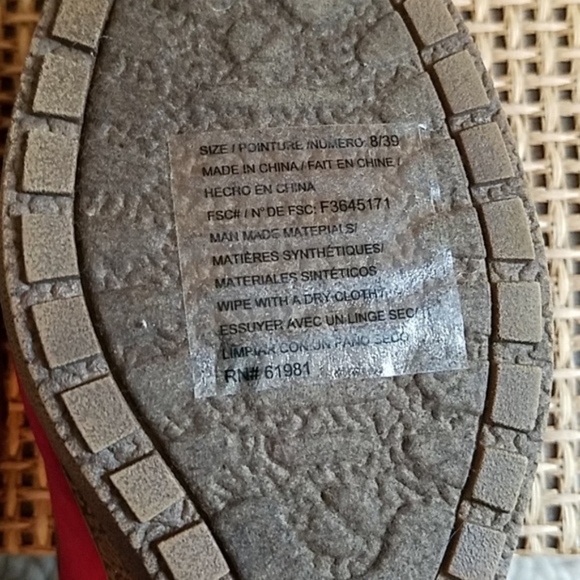 SIZE / POINTURE /NUMERO: 8/39
MADE IN CHINA / FAIT EN CHINE /
HECHO EN CHINA
FSC# / N° DE FSC: F3645171
MAN MADE MATERIALS/
MATIÈRES SYNTHÉTIQUES/
MATERIALES SINTÉTICOS
WIPE WITH A DRY CLOTH/
ESSUYER AVEC UN LINGE SEC/
LIMPIAR CON UN PANO SECO
RN# 61981